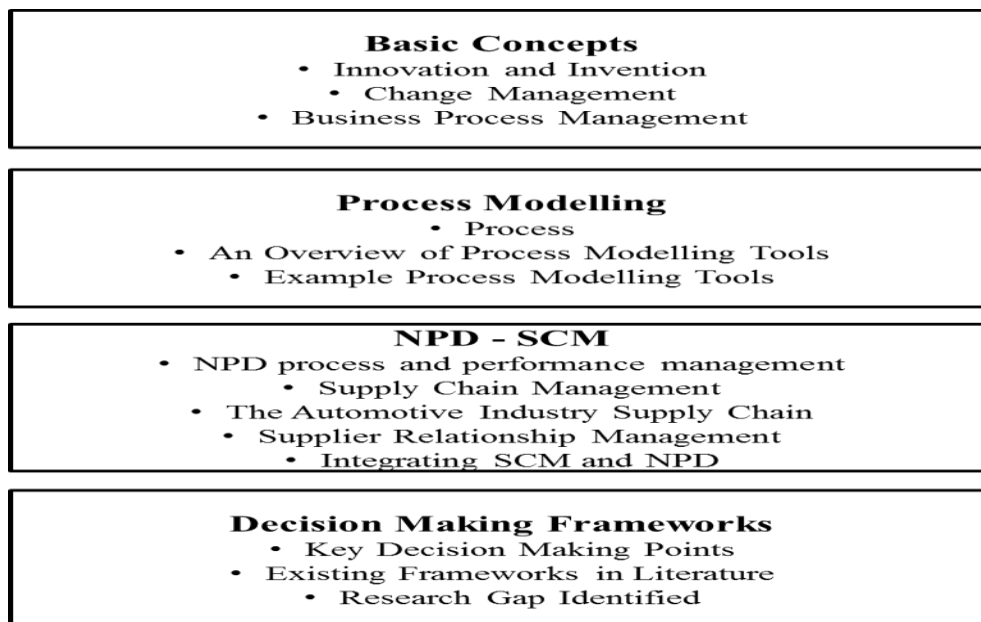 Basic Concepts
• Innovation and Invention
• Change Management
• Business Process Management
Process Modelling
• Process
• An Overview of Process Modelling Tools
• Example Process Modelling Tools
NPD - SCM
• NPD process and performance management
• Supply Chain Management
• The Automotive Industry Supply Chain
• Supplier Relationship Management
• Integrating SCM and NPD
Decision Making Frameworks
• Key Decision Making Points
• Existing Frameworks in Literature
• Research Gap Identified